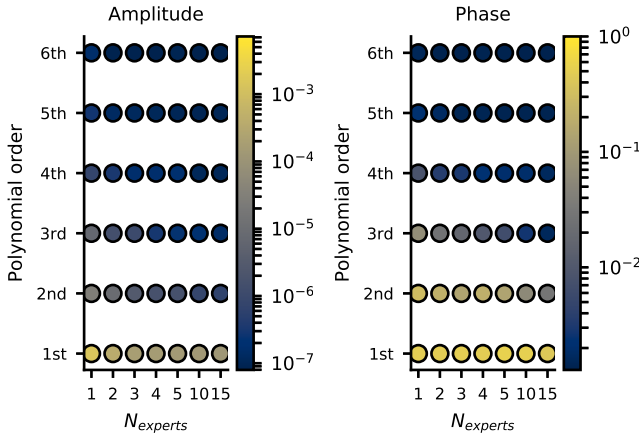 Amplitude
Phase
Polynomial order
6th
5th
4th
3rd
2nd
1st
1 2 3 4 5 10 15
N_experts
10^-3
10^-4
10^-5
10^-6
10^-7
Polynomial order
6th
5th
4th
3rd
2nd
1st
1 2 3 4 5 10 15
N_experts
10^0
10^-1
10^-2